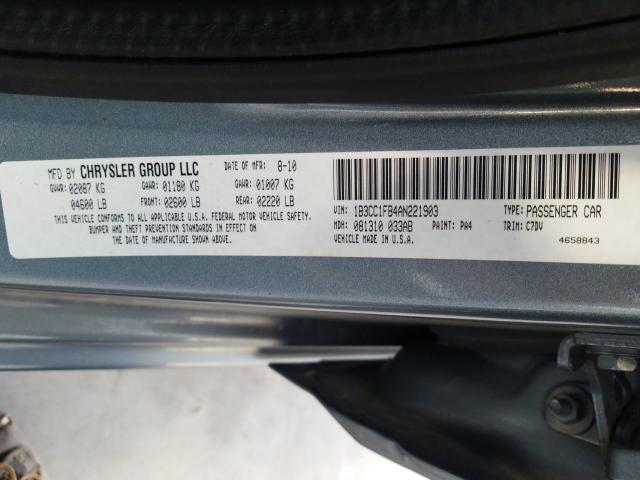 MFD BY CHRYSLER GROUP LLC DATE OF MFR: 8-10
GVWR: 02087 KG GAWR: 01180 KG GAWR: 01007 KG
04600 LB FRONT: 02600 LB REAR: 02220 LB
THIS VEHICLE CONFORMS TO ALL APPLICABLE U.S.A. FEDERAL MOTOR VEHICLE SAFETY,
BUMPER AND THEFT PREVENTION STANDARDS IN EFFECT ON
THE DATE OF MANUFACTURE SHOWN ABOVE.
VIN: 1B3CC1FB4AN221903 TYPE: PASSENGER CAR
MDH: 081310 033AB PAINT: PA4 TRIM: C7DV
VEHICLE MADE IN U.S.A.
4658843